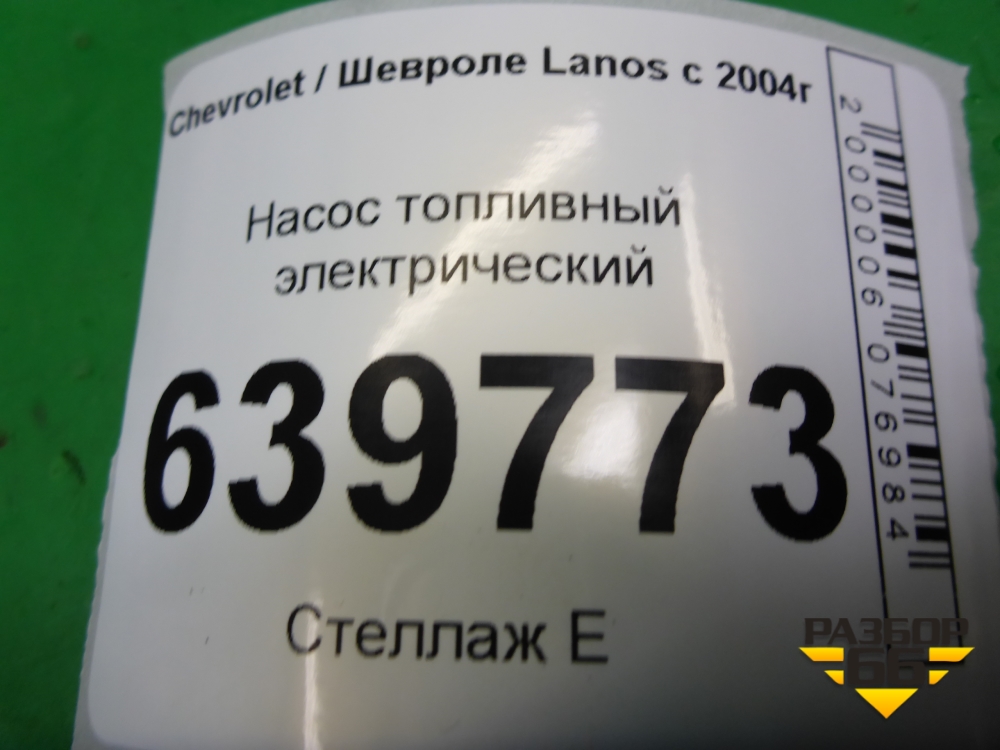 Chevrolet / Шевроле Lanos с 2004г
Насос топливный
электрический
639773
Стеллаж Е
2000006076984
РАЗБОР
66